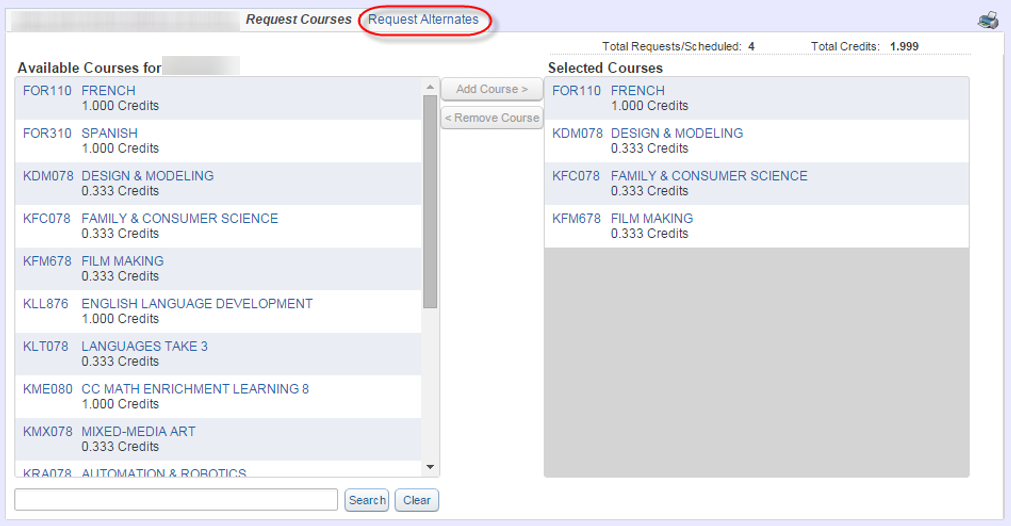 Request Courses Request Alternates
Total Requests/Scheduled: 4 Total Credits: 1.999
Available Courses for
FOR110 FRENCH
1.000 Credits
FOR310 SPANISH
1.000 Credits
KDM078 DESIGN & MODELING
0.333 Credits
KFC078 FAMILY & CONSUMER SCIENCE
0.333 Credits
KFM678 FILM MAKING
0.333 Credits
KLL876 ENGLISH LANGUAGE DEVELOPMENT
1.000 Credits
KLT078 LANGUAGES TAKE 3
0.333 Credits
KME080 CC MATH ENRICHMENT LEARNING 8
1.000 Credits
KMX078 MIXED-MEDIA ART
0.333 Credits
KRA078 AUTOMATION & ROBOTICS
Search Clear
Add Course >
< Remove Course
Selected Courses
FOR110 FRENCH
1.000 Credits
KDM078 DESIGN & MODELING
0.333 Credits
KFC078 FAMILY & CONSUMER SCIENCE
0.333 Credits
KFM678 FILM MAKING
0.333 Credits